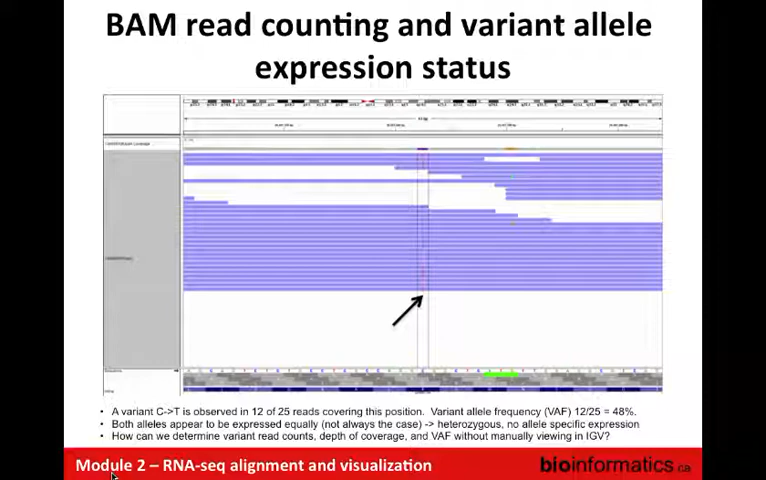 BAM read counting and variant allele
expression status
• A variant C->T is observed in 12 of 25 reads covering this position. Variant allele frequency (VAF) 12/25 = 48%.
• Both alleles appear to be expressed equally (not always the case) -> heterozygous, no allele specific expression
• How can we determine variant read counts, depth of coverage, and VAF without manually viewing in IGV?
Module 2 – RNA-seq alignment and visualization
bioinformatics.ca